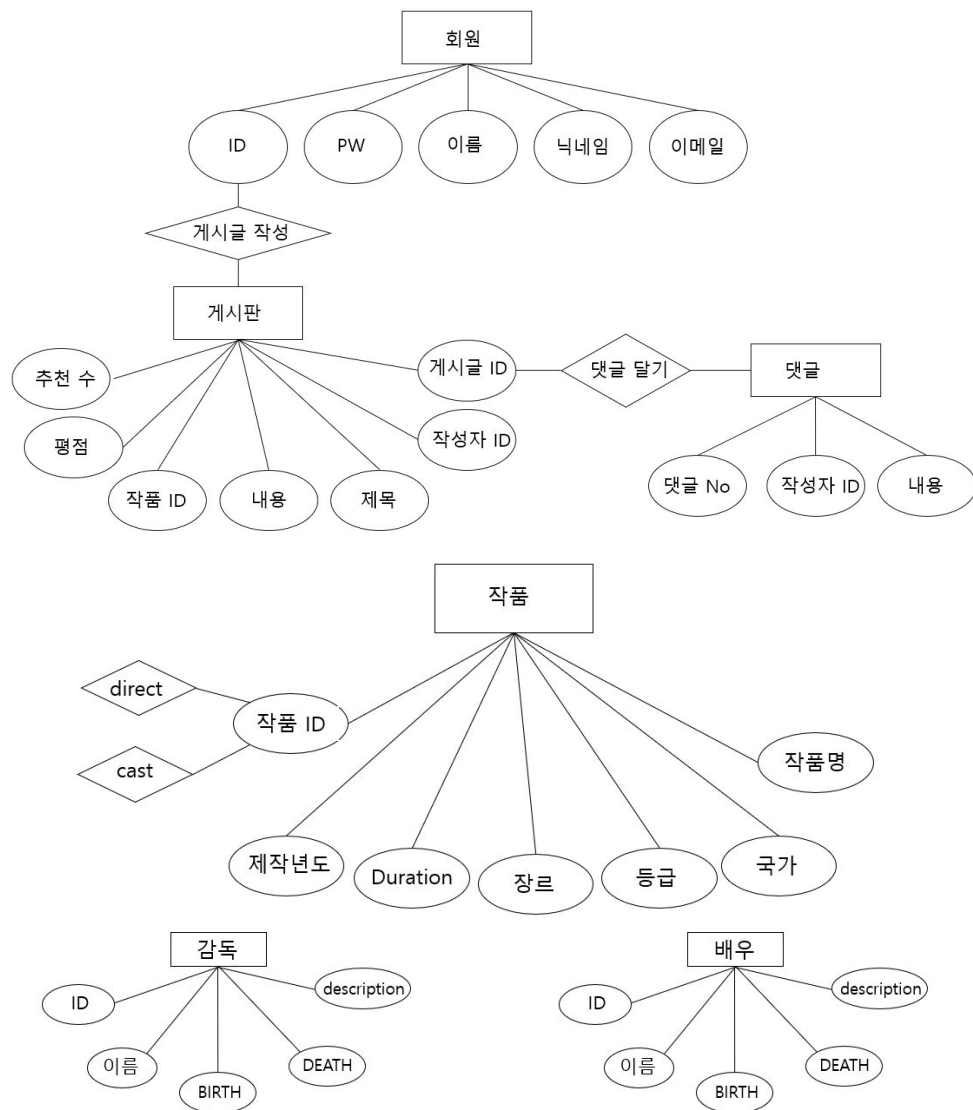 회원
ID
PW
이름
닉네임
이메일
게시글 작성
게시판
추천 수
평점
작품 ID
내용
제목
작성자 ID
게시글 ID
댓글 달기
댓글
댓글 No
작성자 ID
내용
작품
direct
cast
작품 ID
제작년도
Duration
장르
등급
국가
작품명
감독
ID
이름
BIRTH
DEATH
description
배우
ID
이름
BIRTH
DEATH
description